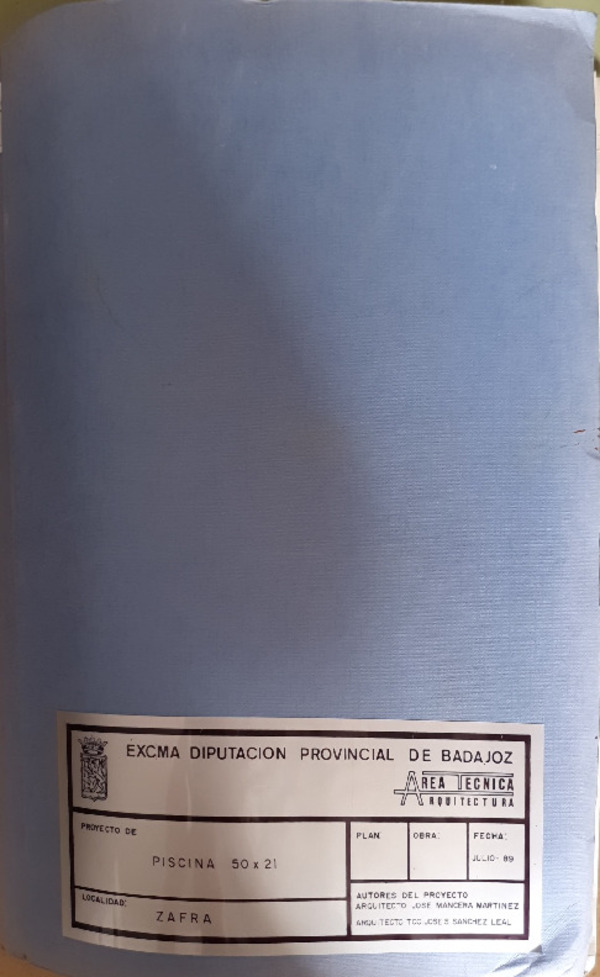 EXCMA DIPUTACION PROVINCIAL DE BADAJOZ
AREA TECNICA
ARQUITECTURA
PROYECTO DE
PISCINA 50 x 21
PLAN:
OBRA:
FECHA:
JULIO- 89
LOCALIDAD:
ZAFRA
AUTORES DEL PROYECTO
ARQUITECTO JOSE MANCERA MARTINEZ
ARQUITECTO TCO. JOSE S SANCHEZ LEAL